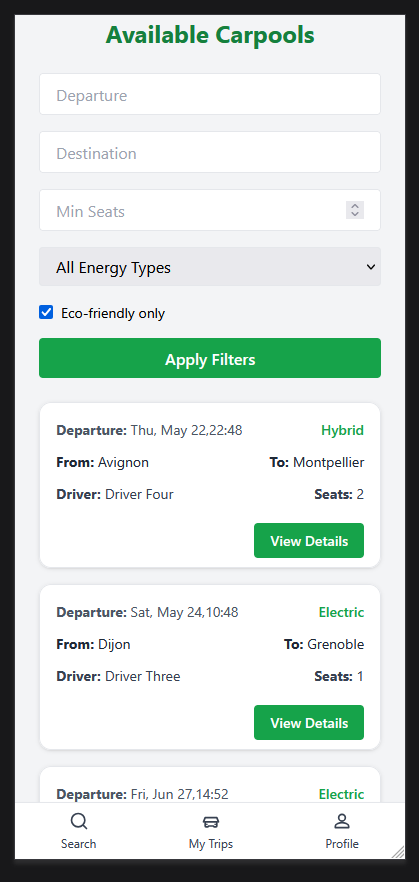 Available Carpools
Departure
Destination
Min Seats
All Energy Types
Eco-friendly only
Apply Filters
Departure: Thu, May 22,22:48 Hybrid
From: Avignon To: Montpellier
Driver: Driver Four Seats: 2
View Details
Departure: Sat, May 24,10:48 Electric
From: Dijon To: Grenoble
Driver: Driver Three Seats: 1
View Details
Departure: Fri, Jun 27,14:52 Electric
Search My Trips Profile